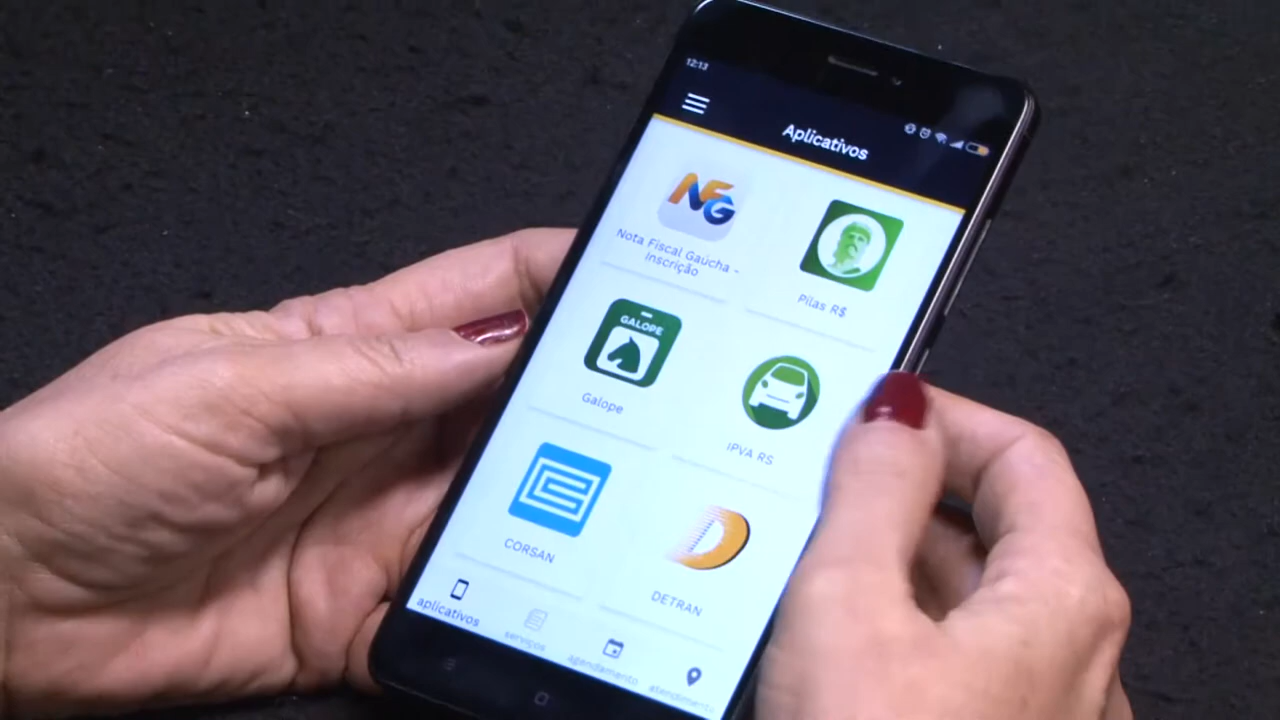 12:13
Aplicativos
NFG
Nota Fiscal Gaúcha -
Inscrição
Pilas R$
GALOPE
Galope
IPVA RS
CORSAN
DETRAN
aplicativos
serviços
agendamento
atendimento